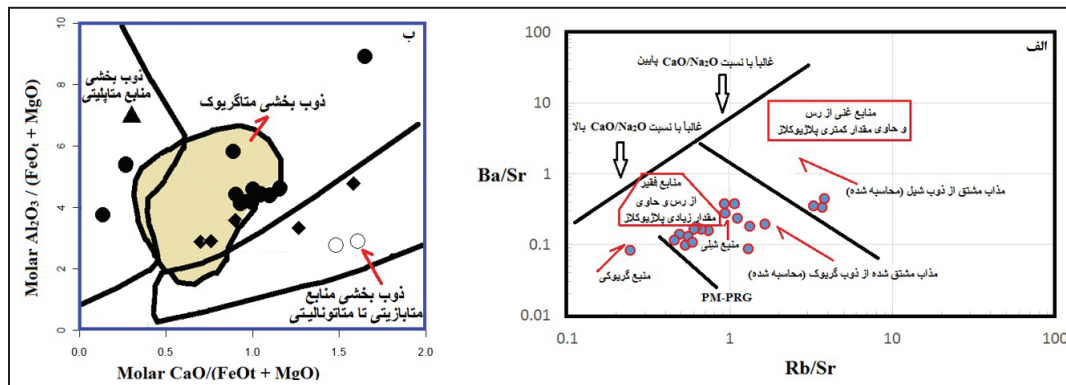 الف
غالباً با نسبت CaO/Na₂O پایین
غالباً با نسبت CaO/Na₂O بالا
منابع غنی از رس
و حاوی مقدار کمتری پلاژیوکلاز
منابع فقیر
از رس و حاوی
مقدار زیادی پلاژیوکلاز
مذاب مشتق از ذوب شیل (محاسبه شده)
منبع شیلی
منبع گریوکی
مذاب مشتق شده از ذوب گریوک (محاسبه شده)
PM-PRG
Ba/Sr
100
10
1
0.1
0.01
0.1
1
10
100
Rb/Sr
ب
ذوب بخشی
منابع متاپلیتی
ذوب بخشی متاگریوک
ذوب بخشی منابع
متابازیتی تا متاتونالیتی
Molar Al₂O₃ / (FeOt + MgO)
10
8
6
4
2
0
0.0
0.5
1.0
1.5
2.0
Molar CaO/(FeOt + MgO)